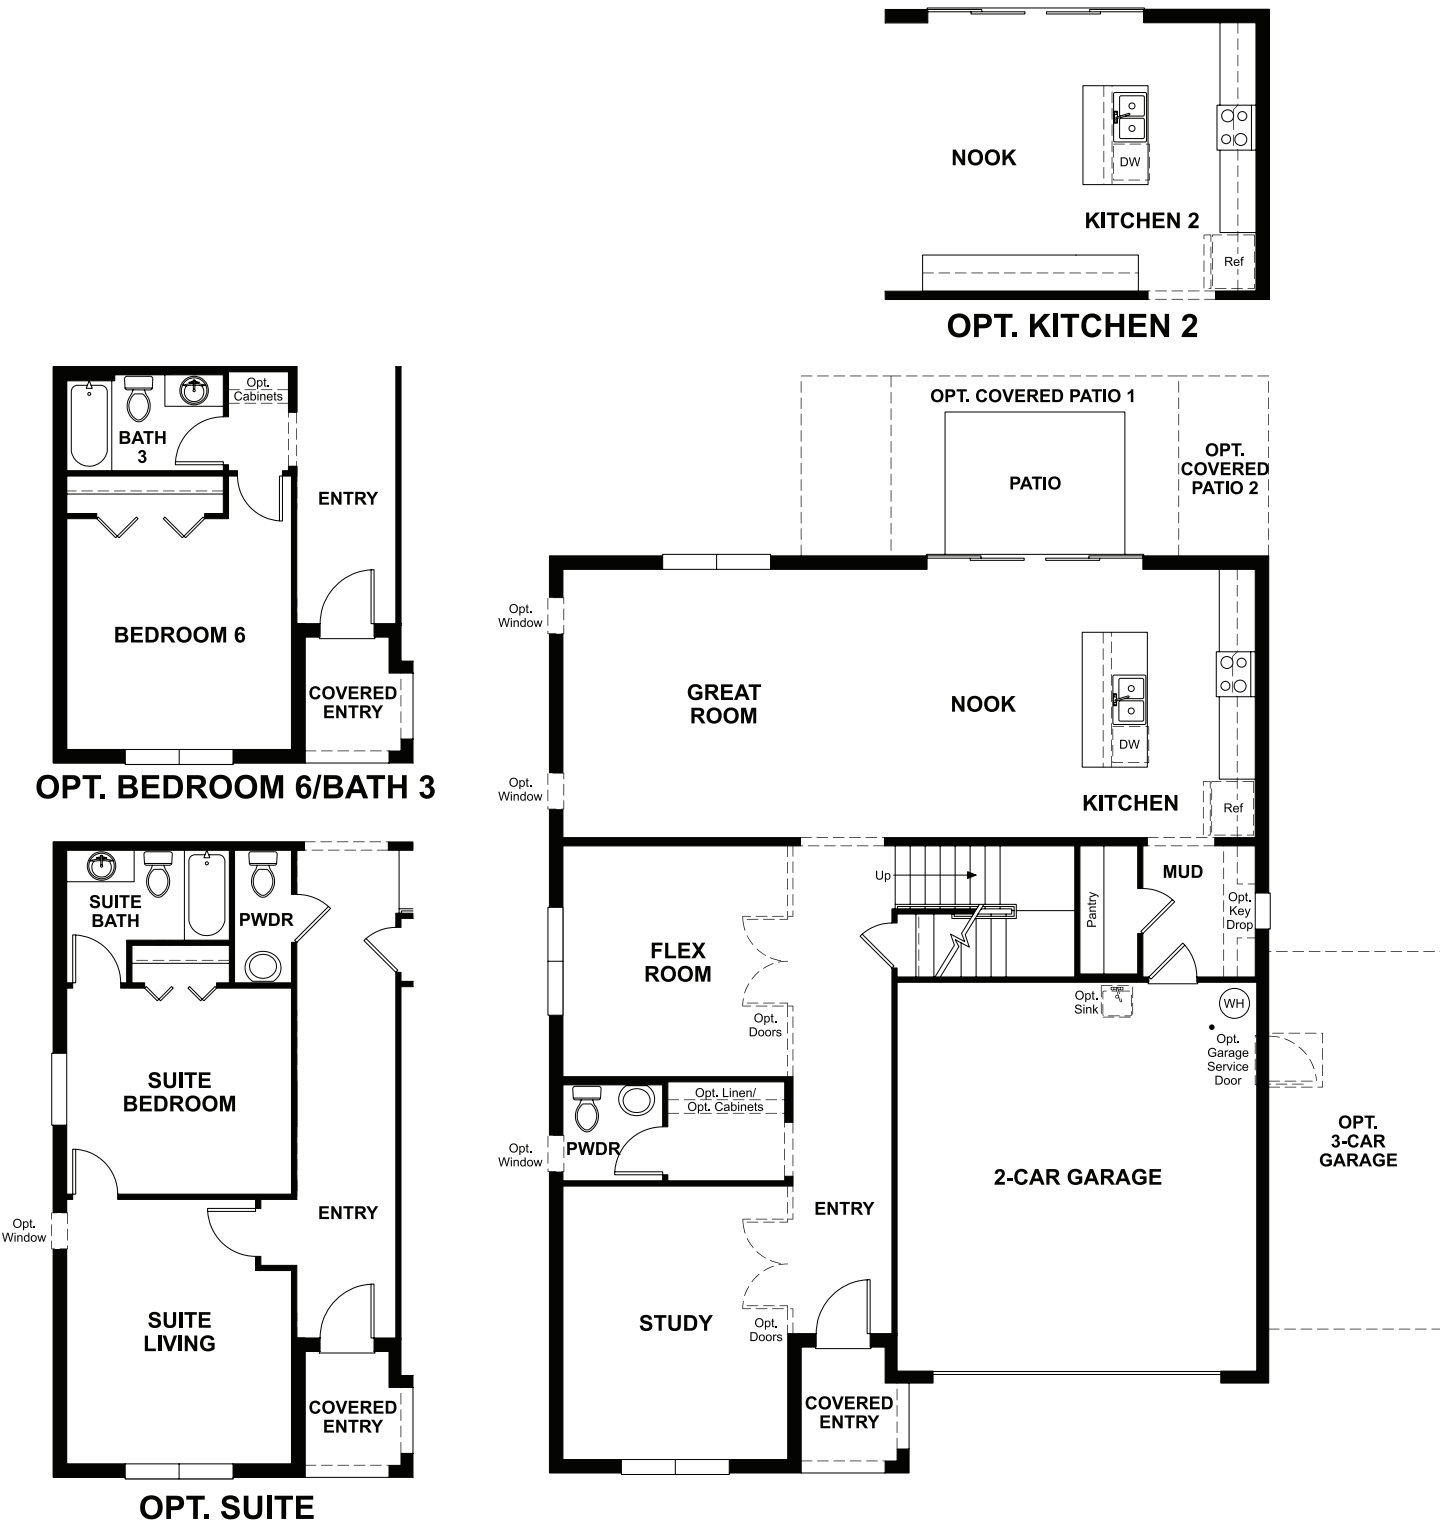 NOOK
DW
KITCHEN 2
Ref
OPT. KITCHEN 2
Opt.
Cabinets
BATH
3
ENTRY
BEDROOM 6
COVERED
ENTRY
OPT. BEDROOM 6/BATH 3
SUITE
BATH
PWDR
SUITE
BEDROOM
Opt.
Window
ENTRY
SUITE
LIVING
COVERED
ENTRY
OPT. SUITE
OPT. COVERED PATIO 1
PATIO
OPT.
COVERED
PATIO 2
Opt.
Window
GREAT
ROOM
NOOK
DW
Opt.
Window
KITCHEN
Ref
Up
Pantry
MUD
Opt.
Key
Drop
FLEX
ROOM
Opt.
Doors
Opt.
Sink
WH
Opt.
Garage
Service
Door
Opt. Linen/
Opt. Cabinets
Opt.
Window
PWDR
2-CAR GARAGE
OPT.
3-CAR
GARAGE
ENTRY
STUDY
Opt.
Doors
COVERED
ENTRY